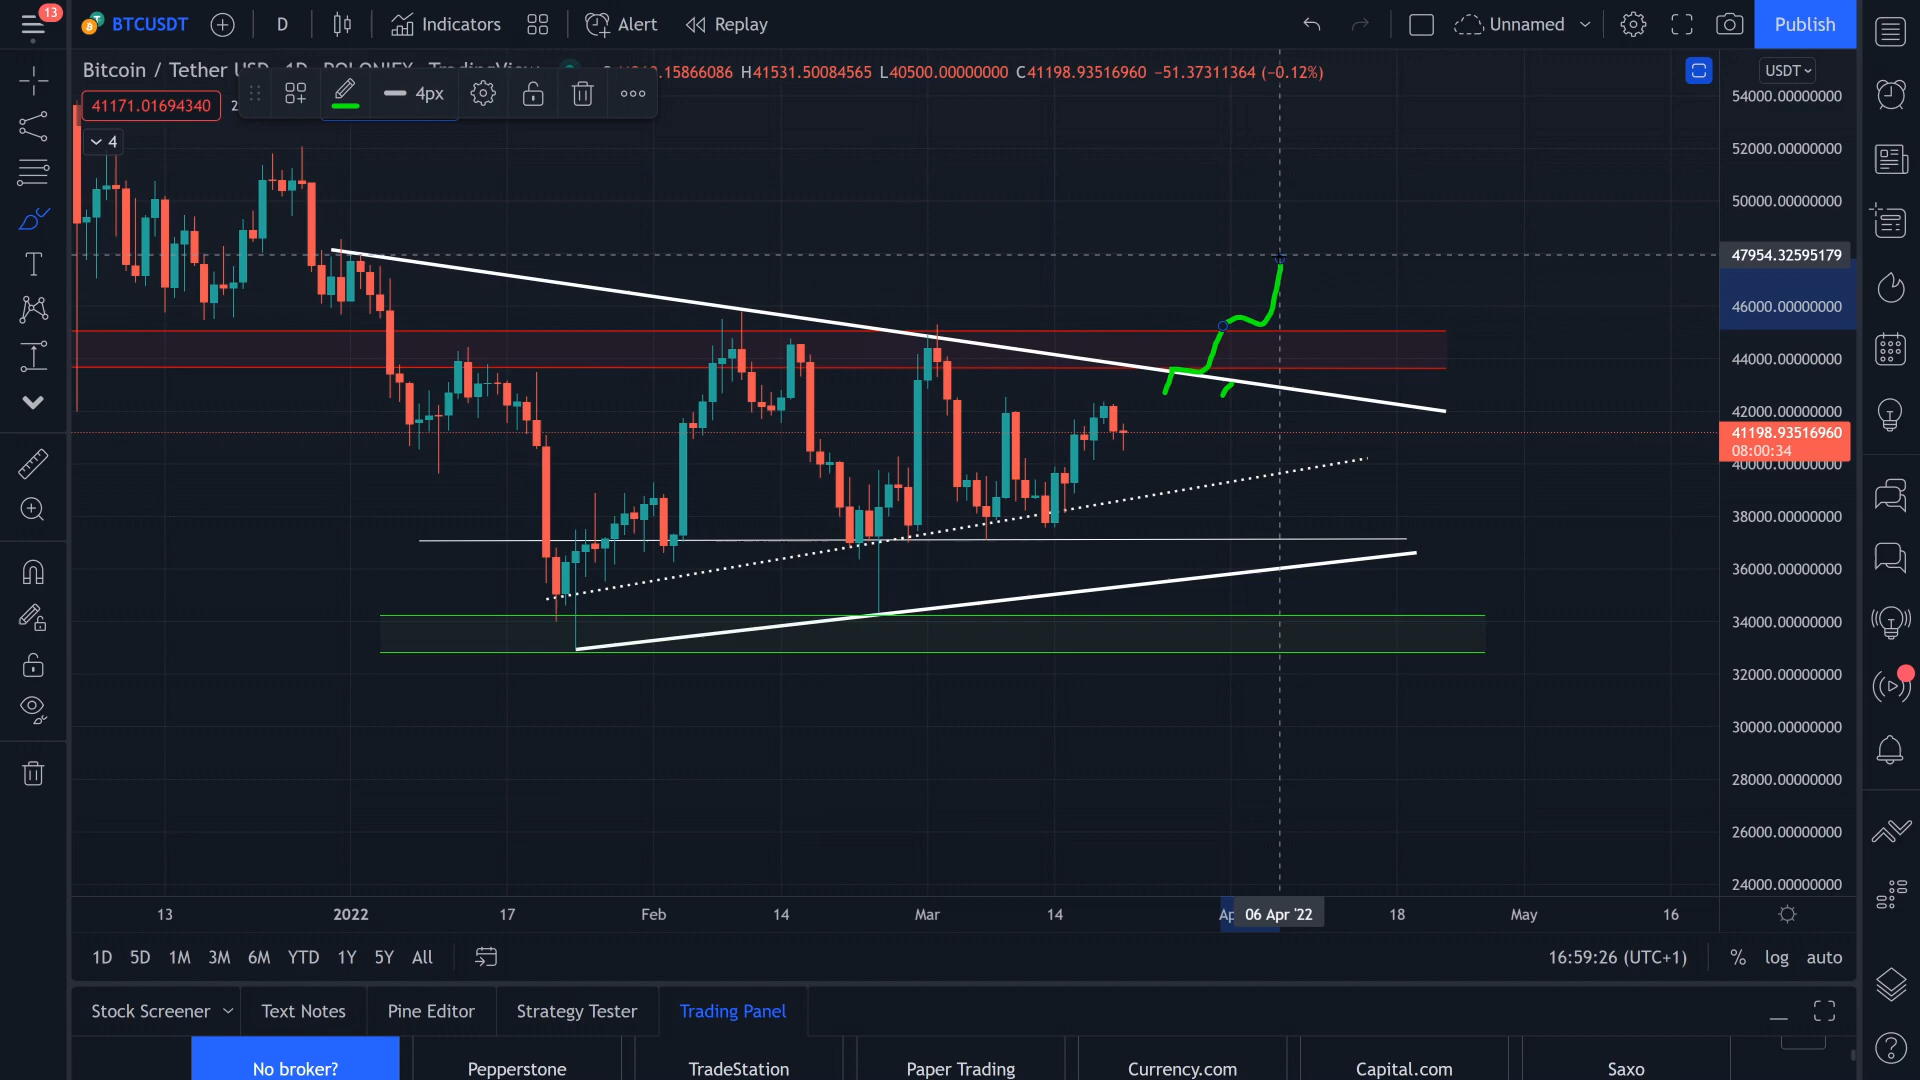 13
BTCUSDT
D
Indicators
Alert
Replay
Unnamed
Publish
Bitcoin / Tether
H41531.50084565 L40500.00000000 C41198.93516960 −51.37311364 (−0.12%)
USDT
41171.01694340
4px
4
54000.00000000
52000.00000000
50000.00000000
47954.32595179
46000.00000000
44000.00000000
42000.00000000
41198.93516960
08:00:34
40000.00000000
38000.00000000
36000.00000000
34000.00000000
32000.00000000
30000.00000000
28000.00000000
26000.00000000
24000.00000000
13 2022 17 Feb 14 Mar 14 06 Apr '22 18 May 16
1D 5D 1M 3M 6M YTD 1Y 5Y All
16:59:26 (UTC+1) % log auto
Stock Screener Text Notes Pine Editor Strategy Tester Trading Panel
No broker? Pepperstone TradeStation Paper Trading Currency.com Capital.com Saxo